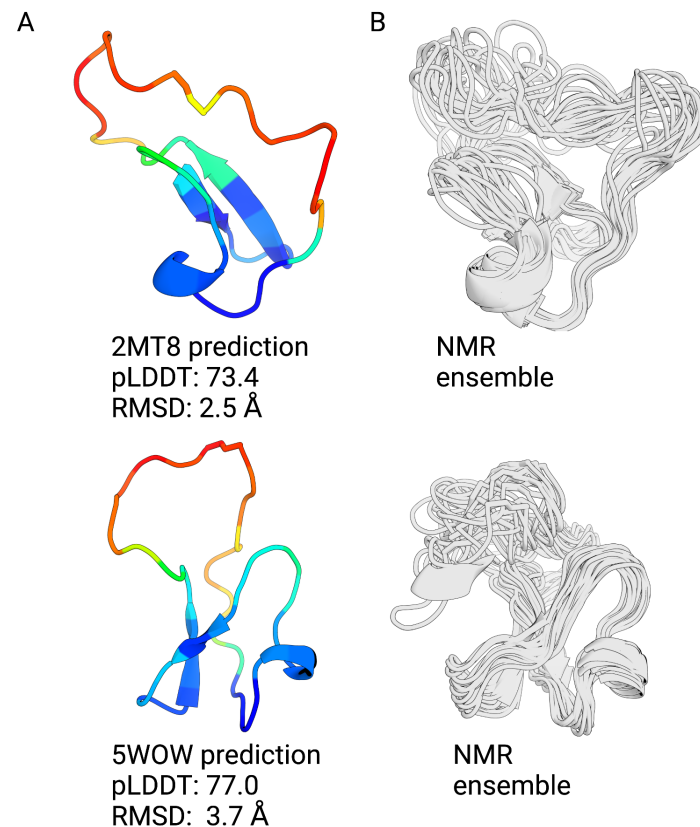 A
B
2MT8 prediction
pLDDT: 73.4
RMSD: 2.5 Å
NMR
ensemble
5WOW prediction
pLDDT: 77.0
RMSD:  3.7 Å
NMR
ensemble